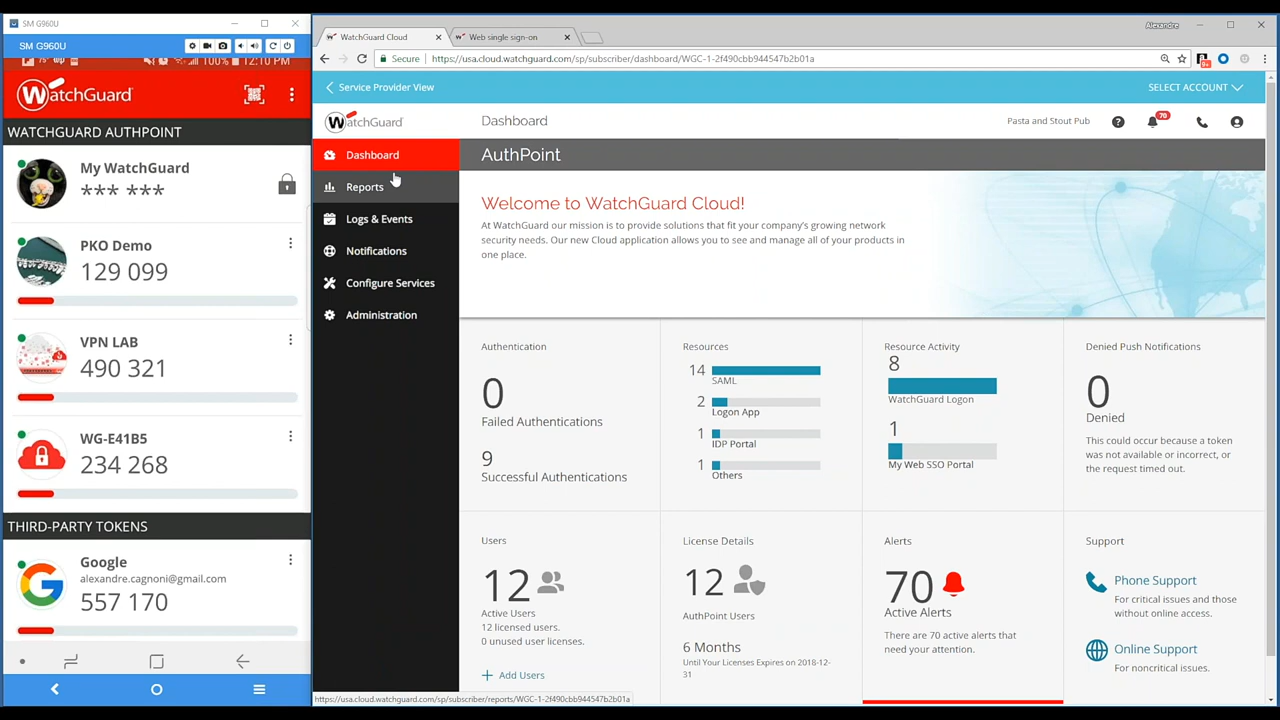 SM G960U
SM G960U
100% 12:10 PM
WatchGuard
WATCHGUARD AUTHPOINT
My WatchGuard
*** ***
PKO Demo
129 099
VPN LAB
490 321
WG-E41B5
234 268
THIRD-PARTY TOKENS
Google
alexandre.cagnoni@gmail.com
557 170
WatchGuard Cloud
Web single sign-on
Alexandre
Secure
https://usa.cloud.watchguard.com/sp/subscriber/dashboard/WGC-1-2f490cbb944547b2b01a
Service Provider View
SELECT ACCOUNT
WatchGuard
Dashboard
Pasta and Stout Pub
70
Dashboard
Reports
Logs & Events
Notifications
Configure Services
Administration
AuthPoint
Welcome to WatchGuard Cloud!
At WatchGuard our mission is to provide solutions that fit your company's growing network
security needs. Our new Cloud application allows you to see and manage all of your products in
one place.
Authentication
0
Failed Authentications
9
Successful Authentications
Resources
14
SAML
2
Logon App
1
IDP Portal
1
Others
Resource Activity
8
WatchGuard Logon
1
My Web SSO Portal
Denied Push Notifications
0
Denied
This could occur because a token
was not available or incorrect, or
the request timed out.
Users
12
Active Users
12 licensed users.
0 unused user licenses.
+ Add Users
License Details
12
AuthPoint Users
6 Months
Until Your Licenses Expires on 2018-12-
31
Alerts
70
Active Alerts
There are 70 active alerts that
need your attention.
Support
Phone Support
For critical issues and those
without online access.
Online Support
For noncritical issues.
https://usa.cloud.watchguard.com/sp/subscriber/reports/WGC-1-2f490cbb944547b2b01a